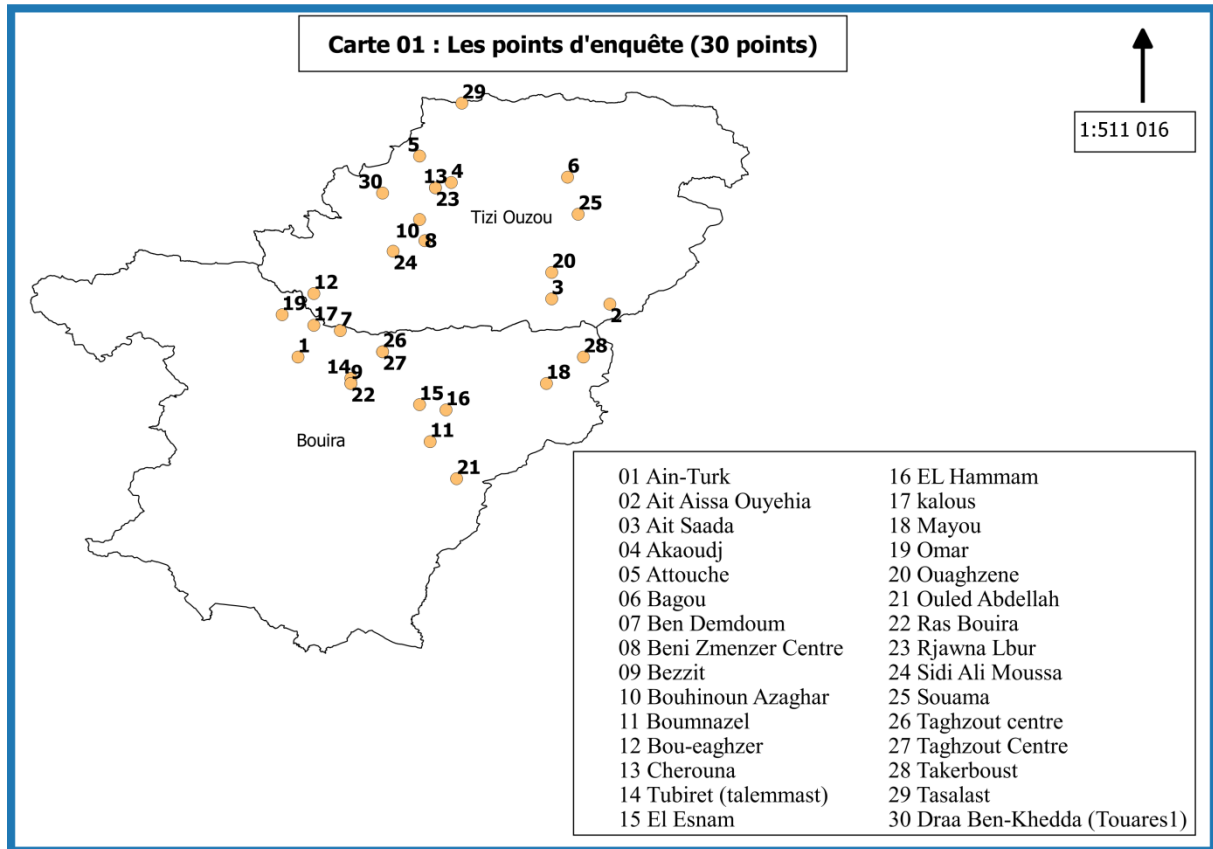 Carte 01 : Les points d'enquête (30 points)
1:511 016
29
5
6
13 4
30
23
25
Tizi Ouzou
10
8
24
20
12
3
19
2
17 7
26
1
28
27
14
9
18
22
15
16
11
Bouira
21
01 Ain-Turk
02 Ait Aissa Ouyehia
03 Ait Saada
04 Akaoudj
05 Attouche
06 Bagou
07 Ben Demdoum
08 Beni Zmenzer Centre
09 Bezzit
10 Bouhinoun Azaghar
11 Boumnazel
12 Bou-eaghzer
13 Cherouna
14 Tubiret (talemmast)
15 El Esnam
16 EL Hammam
17 kalous
18 Mayou
19 Omar
20 Ouaghzene
21 Ouled Abdellah
22 Ras Bouira
23 Rjawna Lbur
24 Sidi Ali Moussa
25 Souama
26 Taghzout centre
27 Taghzout Centre
28 Takerboust
29 Tasalast
30 Draa Ben-Khedda (Touares1)